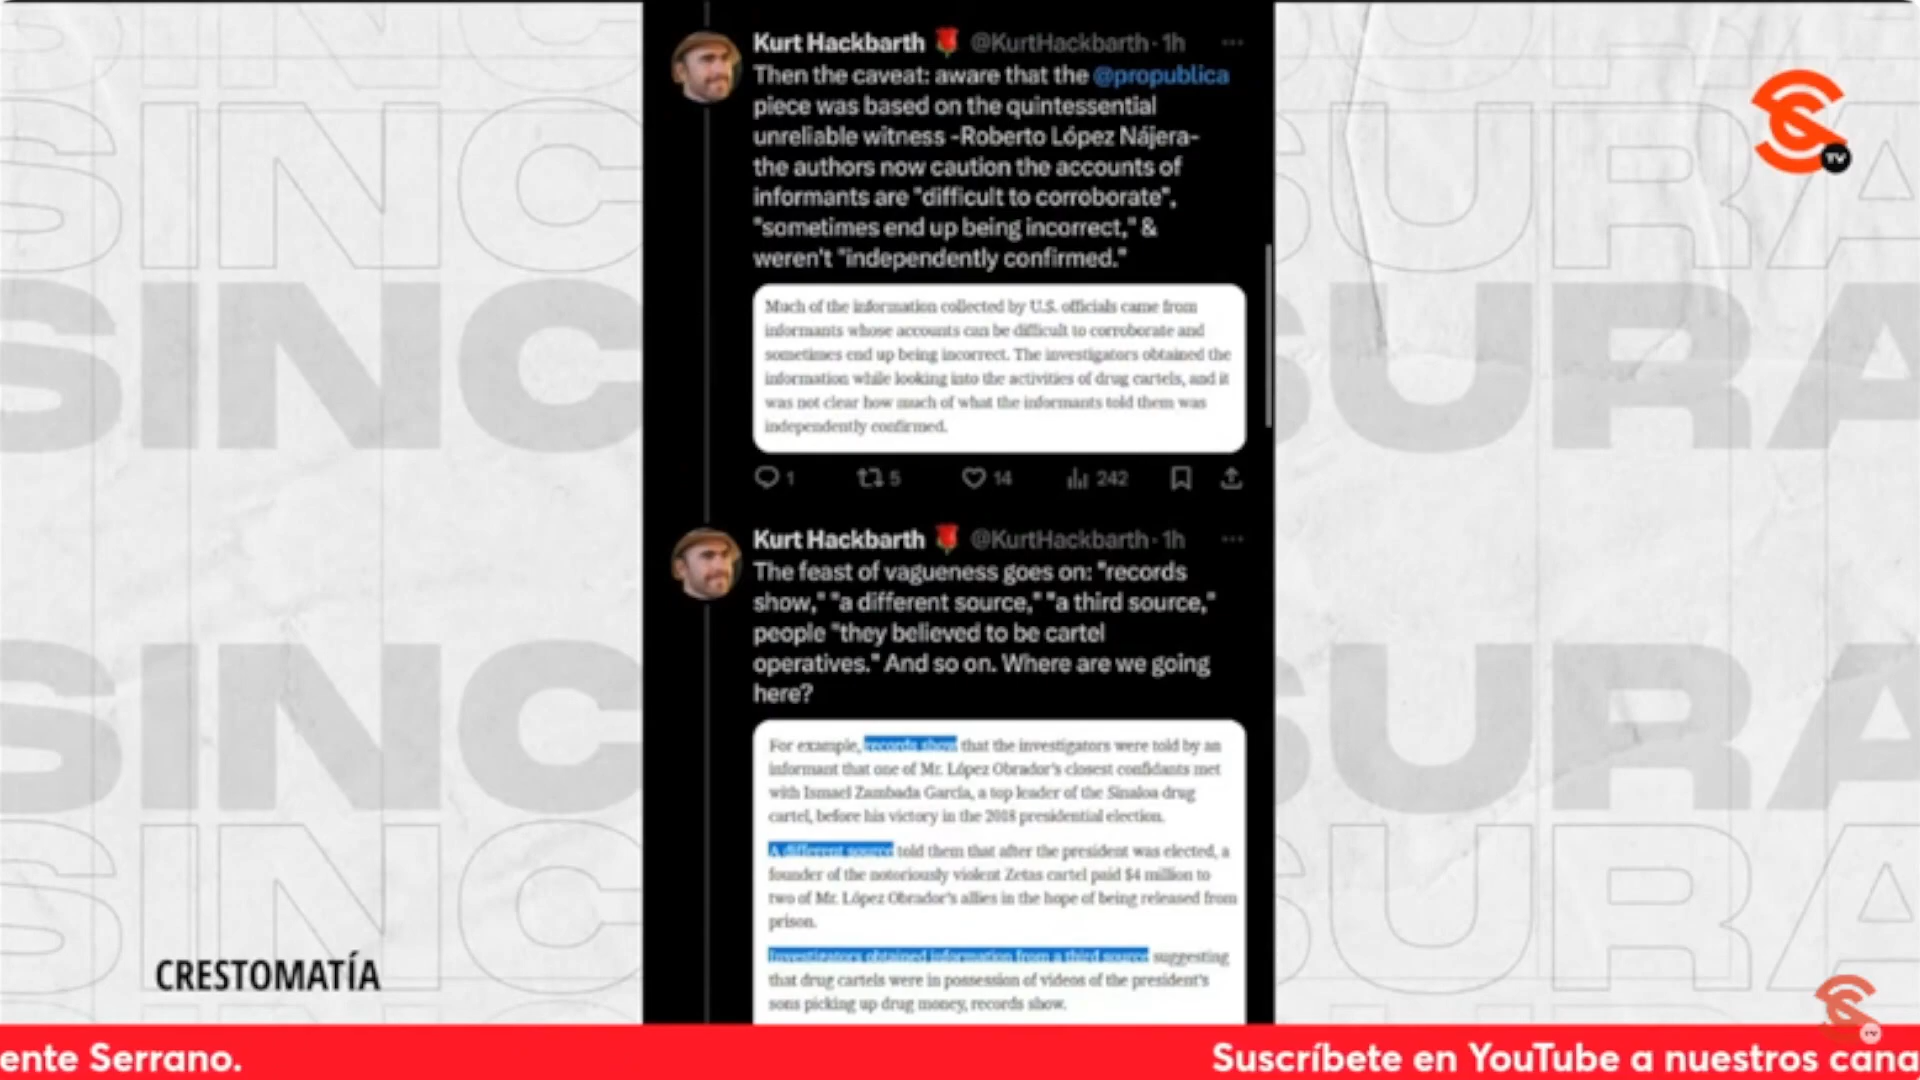 SINC
SURA
SINC
SURA
SINC
SURA
SINC
SURA
TV
Kurt Hackbarth 🌹 @KurtHackbarth · 1h ...
Then the caveat: aware that the @propublica
piece was based on the quintessential
unreliable witness -Roberto López Nájera-
the authors now caution the accounts of
informants are "difficult to corroborate",
"sometimes end up being incorrect," &
weren't "independently confirmed."
Much of the information collected by U.S. officials came from
informants whose accounts can be difficult to corroborate and
sometimes end up being incorrect. The investigators obtained the
information while looking into the activities of drug cartels, and it
was not clear how much of what the informants told them was
independently confirmed.
1 5 14 242
Kurt Hackbarth 🌹 @KurtHackbarth · 1h ...
The feast of vagueness goes on: "records
show," "a different source," "a third source,"
people "they believed to be cartel
operatives." And so on. Where are we going
here?
For example, records show that the investigators were told by an
informant that one of Mr. López Obrador's closest confidants met
with Ismael Zambada García, a top leader of the Sinaloa drug
cartel, before his victory in the 2018 presidential election.
A different source told them that after the president was elected, a
founder of the notoriously violent Zetas cartel paid $4 million to
two of Mr. López Obrador's allies in the hope of being released from
prison.
Investigators obtained information from a third source suggesting
that drug cartels were in possession of videos of the president's
sons picking up drug money, records show.
CRESTOMATÍA
TV
ente Serrano.
Suscríbete en YouTube a nuestros cana